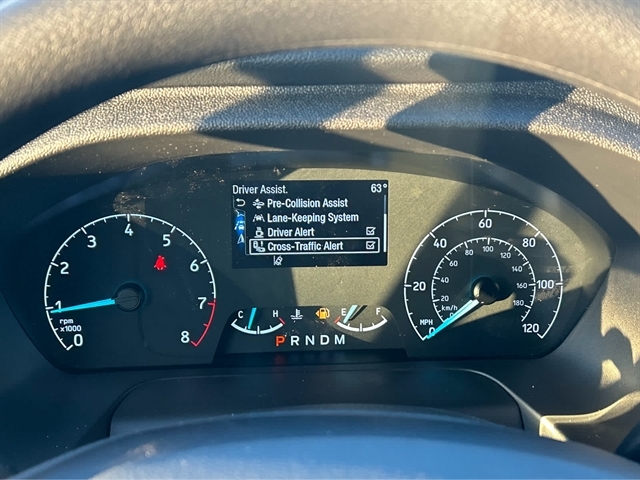 Driver Assist. 63°
Pre-Collision Assist
Lane-Keeping System
Driver Alert
Cross-Traffic Alert
0 1 2 3 4 5 6 7 8
rpm
x1000
C H
E F
P R N D M
0 20 40 60 80 100 120
MPH
0 20 40 60 80 100 120 140 160 180
km/h